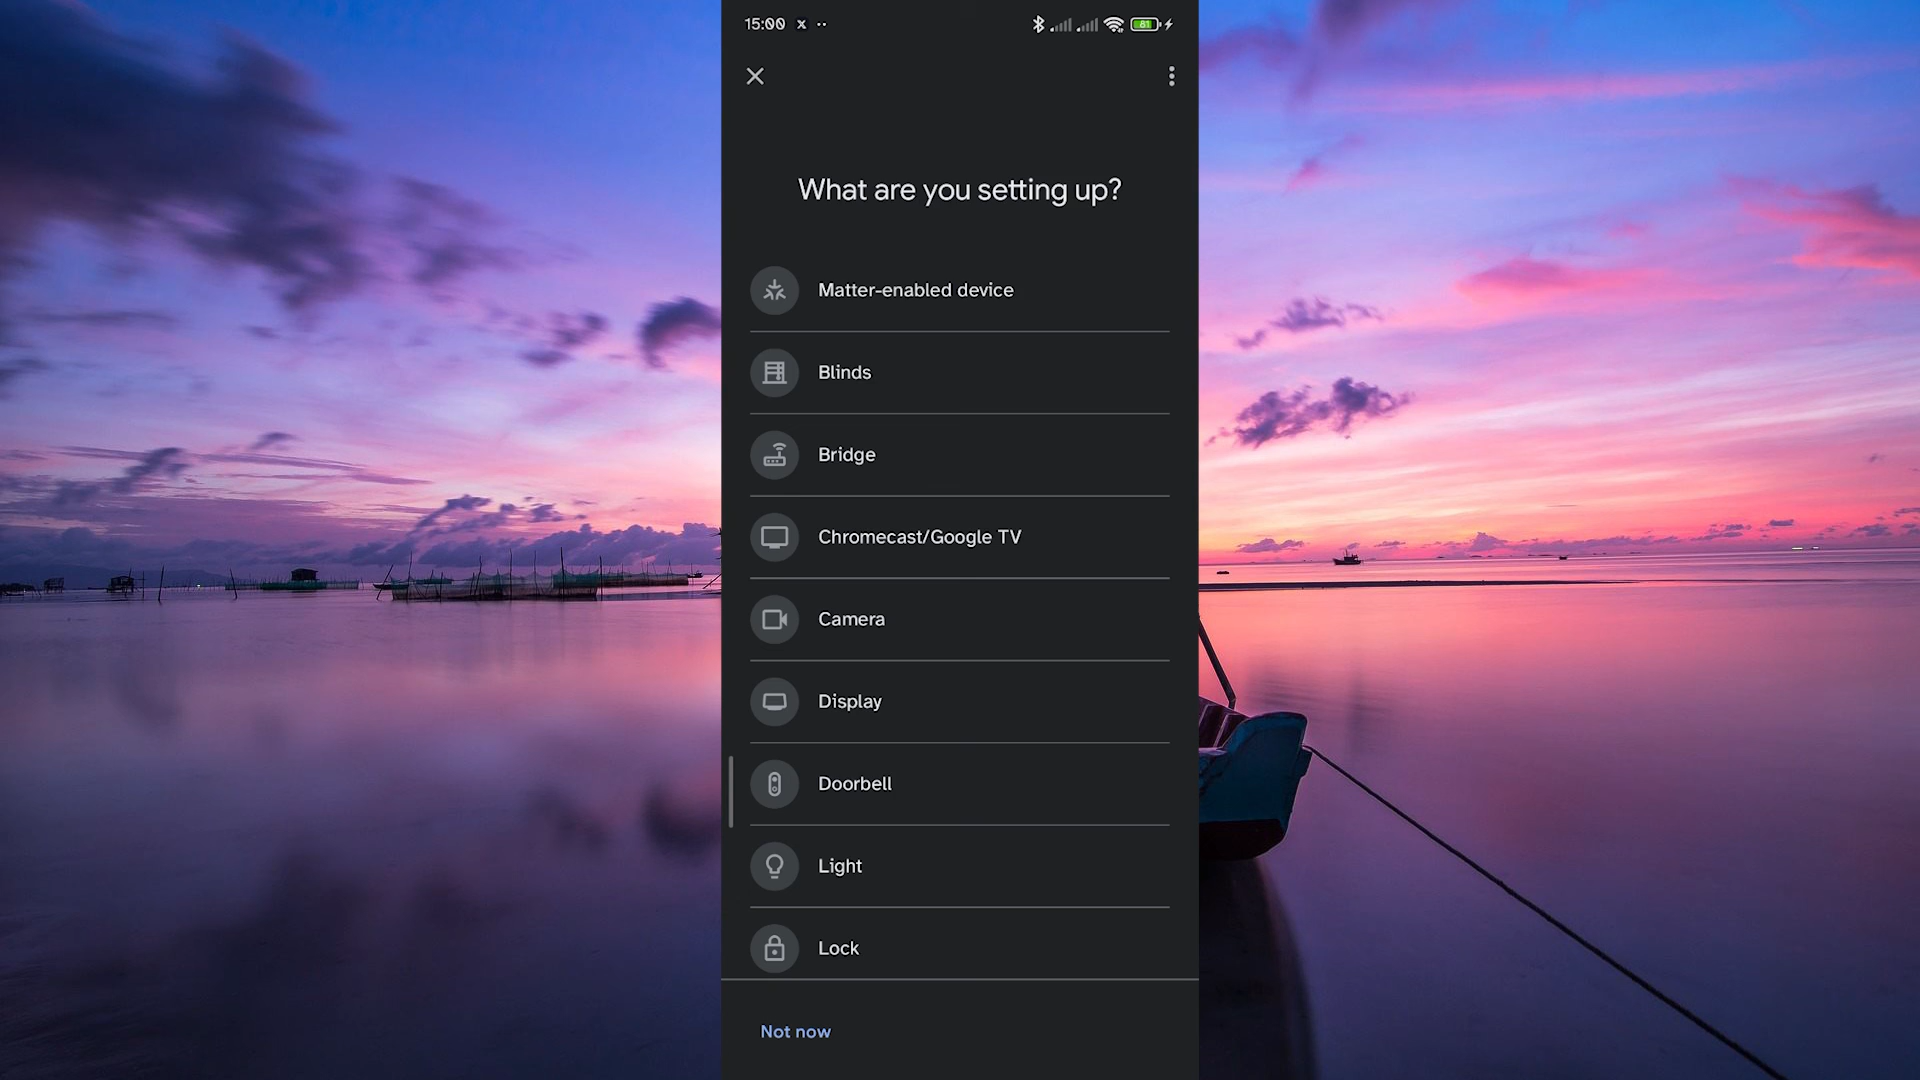 15:00
81
What are you setting up?
Matter-enabled device
Blinds
Bridge
Chromecast/Google TV
Camera
Display
Doorbell
Light
Lock
Not now